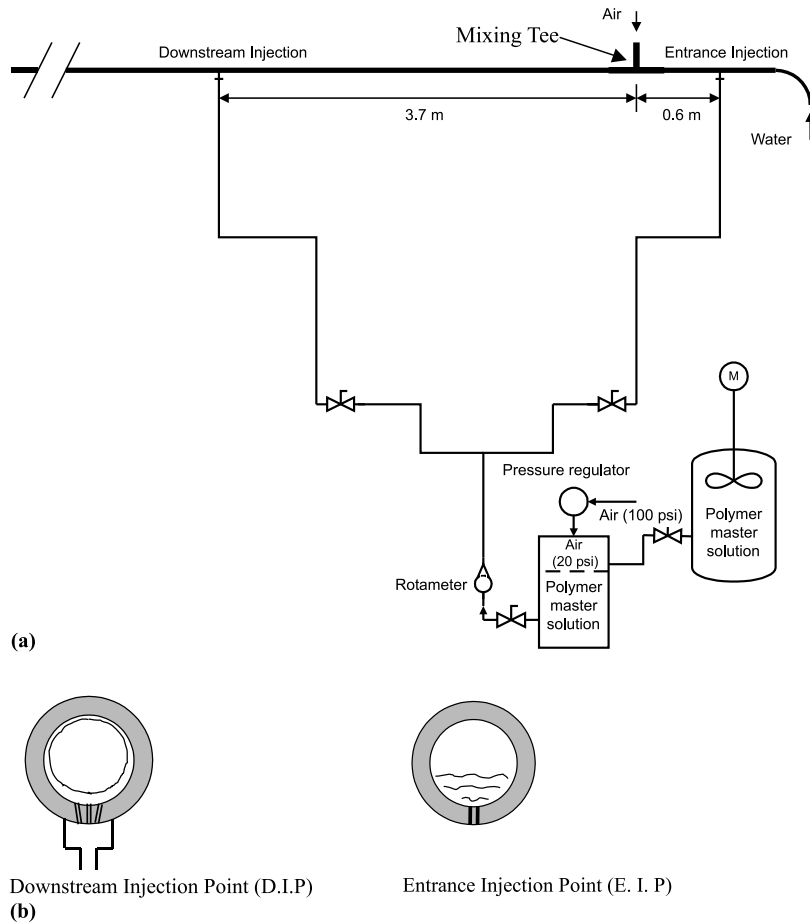 Air
Mixing Tee
Downstream Injection
Entrance Injection
3.7 m
0.6 m
Water
M
Pressure regulator
Air (100 psi)
Polymer
master
solution
Air
(20 psi)
Polymer
master
solution
Rotameter
(a)
Downstream Injection Point (D.I.P)
Entrance Injection Point (E. I. P)
(b)